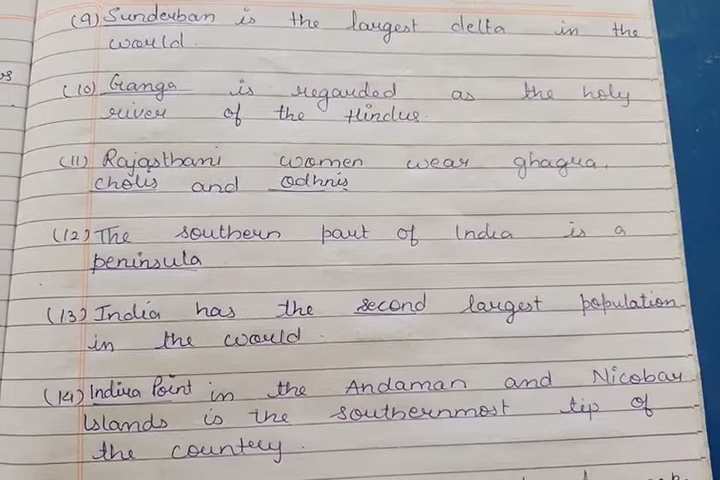 (9) Sunderban is the largest delta in the
world.
(10) Ganga is regarded as the holy
river of the Hindus.
(11) Rajasthani women wear ghagra,
cholis and odhnis
(12) The southern part of India is a
peninsula
(13) India has the second largest population
in the world.
(14) Indira Point in the Andaman and Nicobar
Islands is the southernmost tip of
the country.